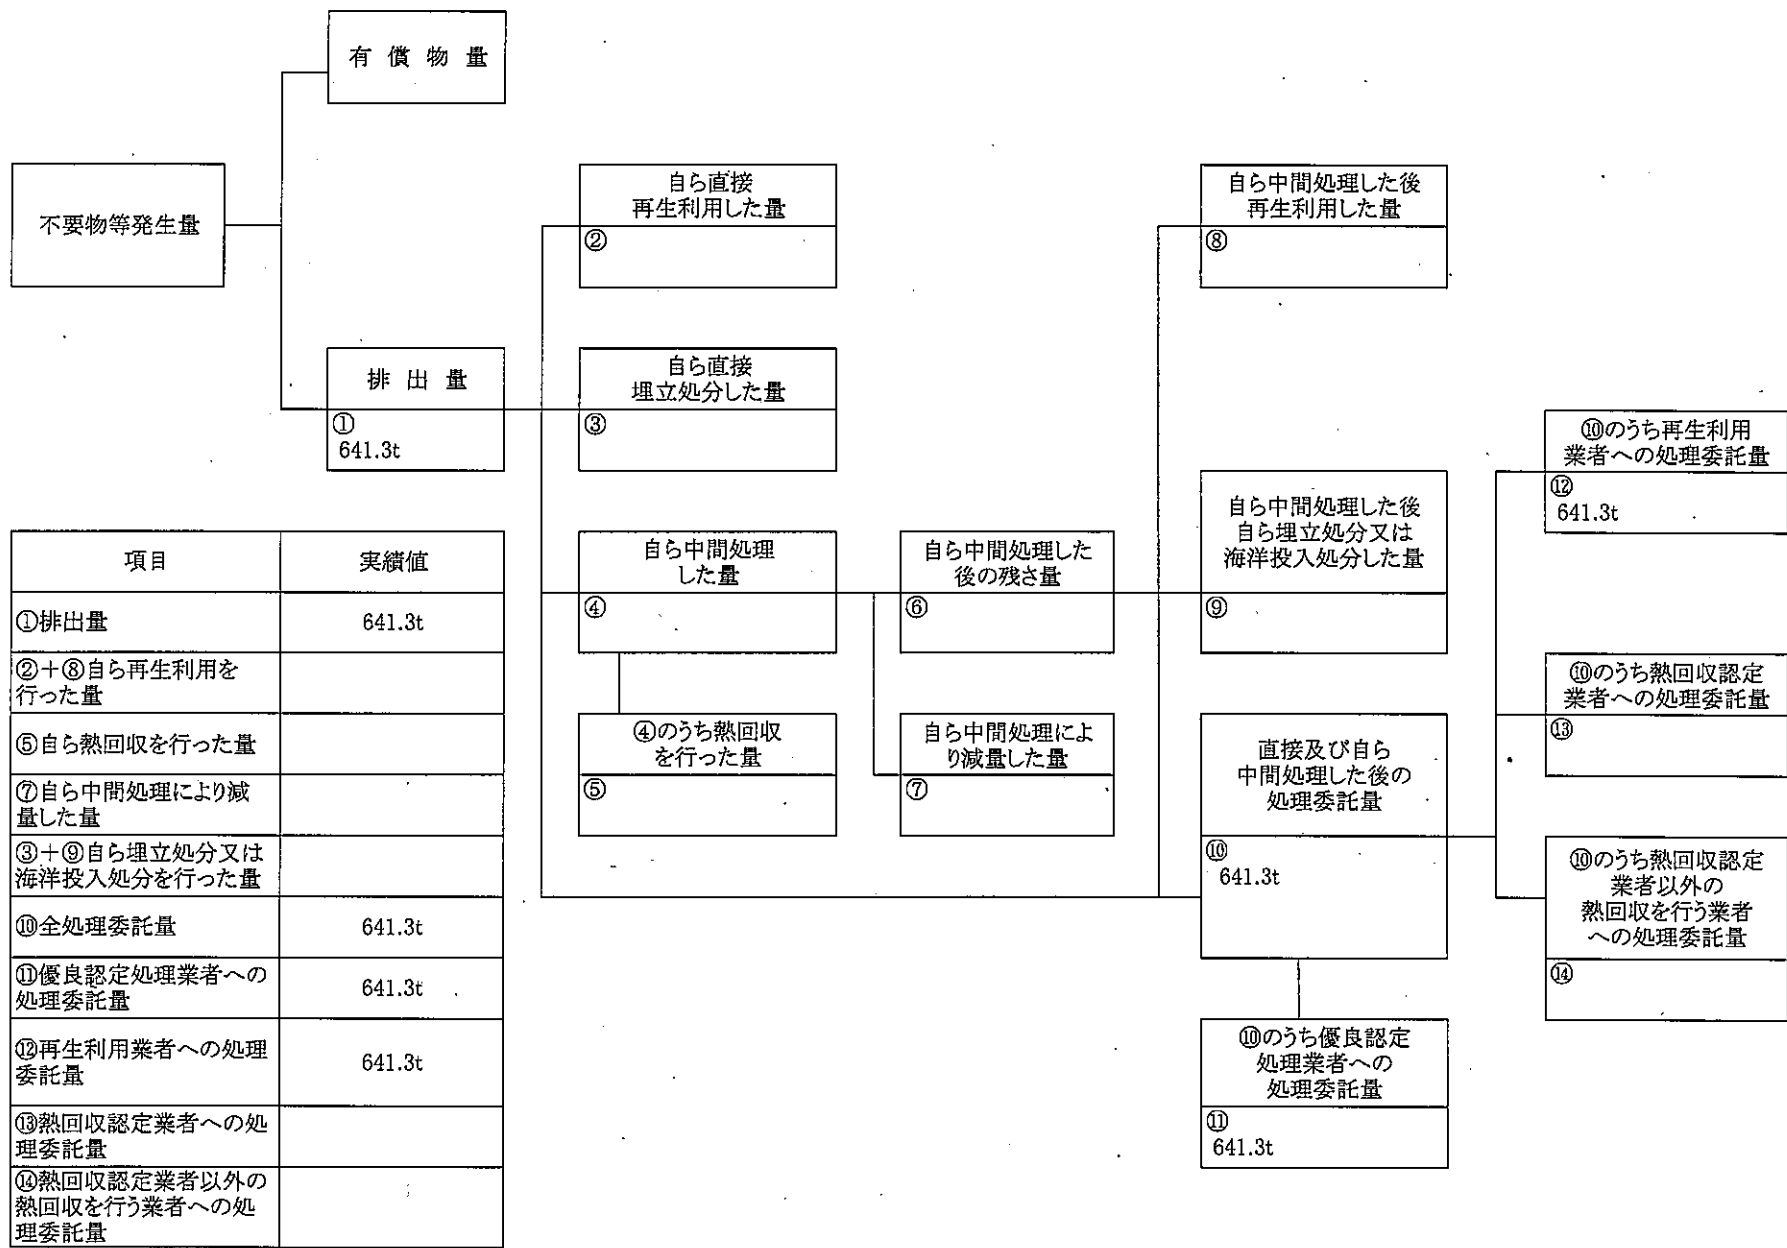 有償物量
不要物等発生量
自ら直接
再生利用した量
②
自ら中間処理した後
再生利用した量
⑧
排出量
①
641.3t
自ら直接
埋立処分した量
③
⑩のうち再生利用
業者への処理委託量
⑫
641.3t
自ら中間処理
した量
④
自ら中間処理した
後の残さ量
⑥
自ら中間処理した後
自ら埋立処分又は
海洋投入処分した量
⑨
⑩のうち熱回収認定
業者への処理委託量
⑬
④のうち熱回収
を行った量
⑤
自ら中間処理によ
り減量した量
⑦
直接及び自ら
中間処理した後の
処理委託量
⑩
641.3t
⑩のうち熱回収認定
業者以外の
熱回収を行う業者
への処理委託量
⑭
⑩のうち優良認定
処理業者への
処理委託量
⑪
641.3t
項目 実績値
①排出量 641.3t
②+⑧自ら再生利用を
行った量
⑤自ら熱回収を行った量
⑦自ら中間処理により減
量した量
③+⑨自ら埋立処分又は
海洋投入処分を行った量
⑩全処理委託量 641.3t
⑪優良認定処理業者への
処理委託量 641.3t
⑫再生利用業者への処理
委託量 641.3t
⑬熱回収認定業者への処
理委託量
⑭熱回収認定業者以外の
熱回収を行う業者への処
理委託量